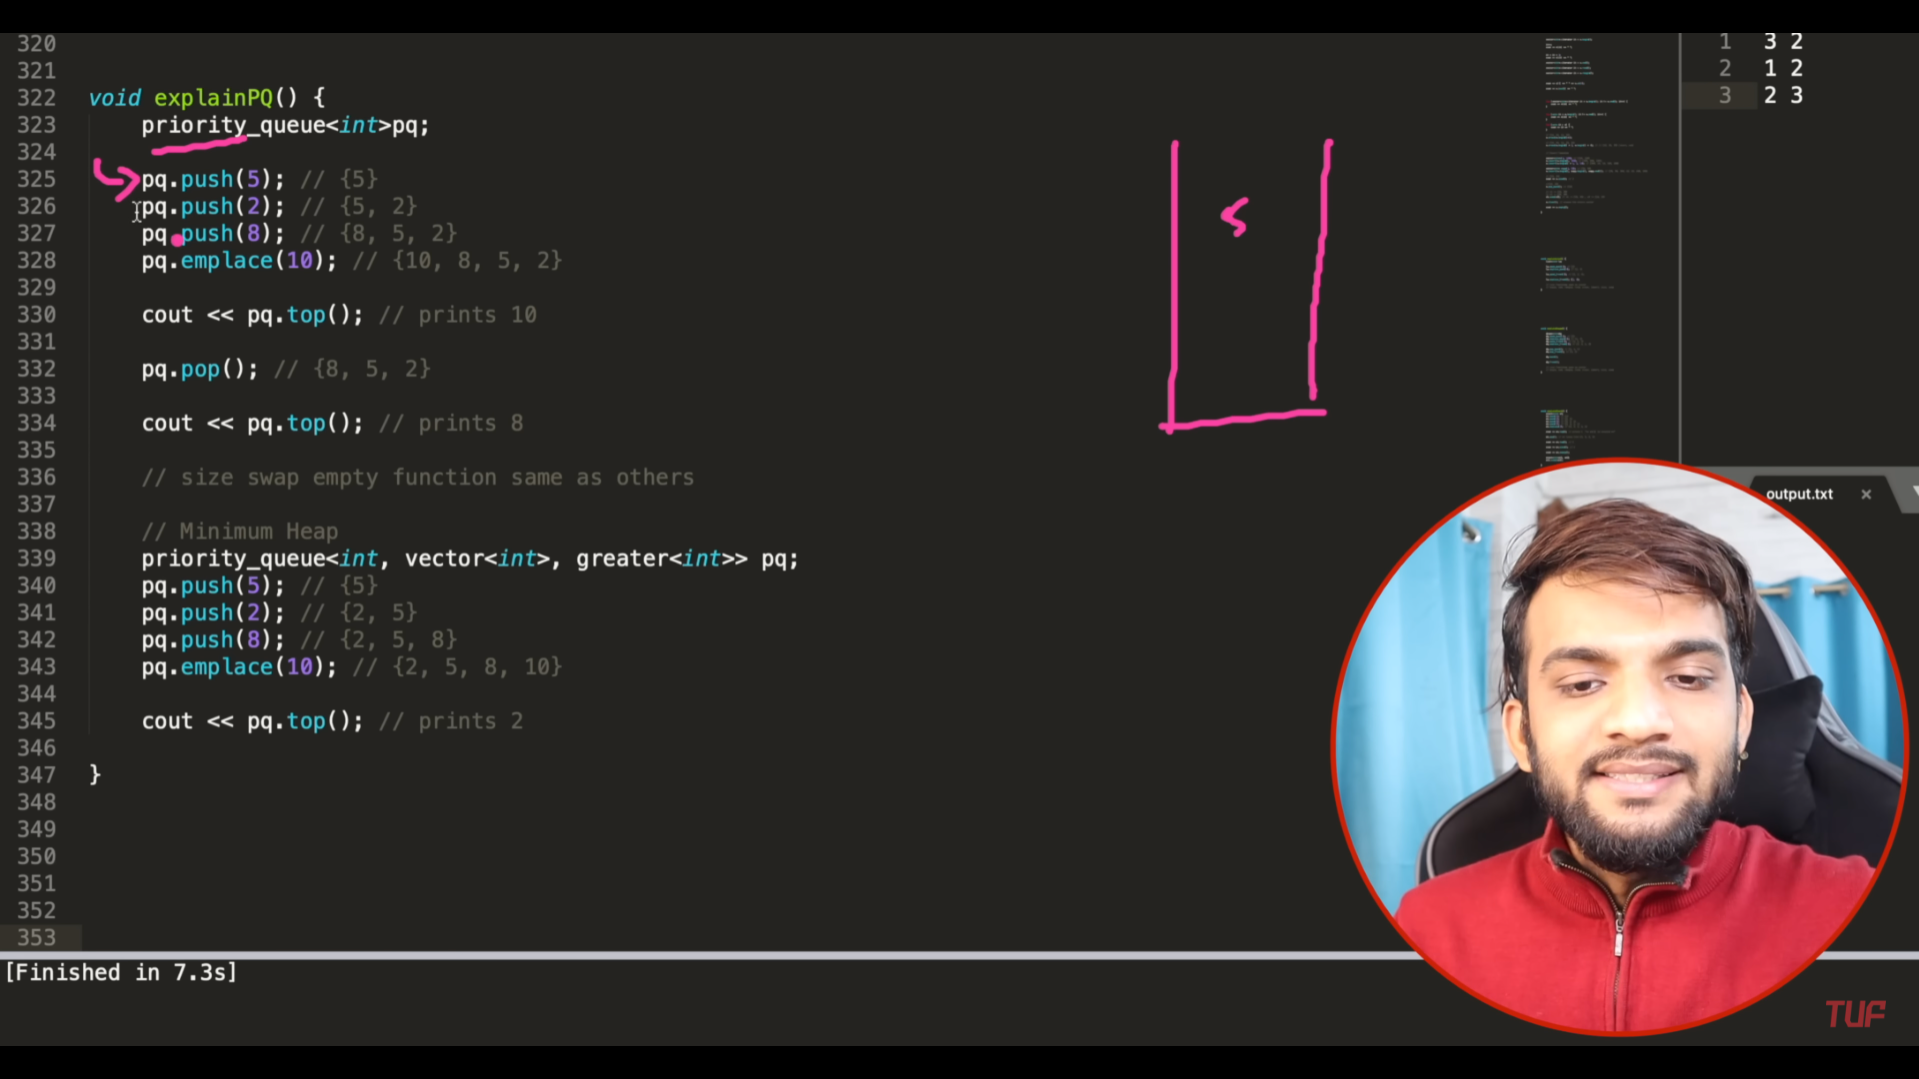 320
321
322 void explainPQ() {
323 priority_queue<int>pq;
324
325 pq.push(5); // {5}
326 pq.push(2); // {5, 2}
327 pq.push(8); // {8, 5, 2}
328 pq.emplace(10); // {10, 8, 5, 2}
329
330 cout << pq.top(); // prints 10
331
332 pq.pop(); // {8, 5, 2}
333
334 cout << pq.top(); // prints 8
335
336 // size swap empty function same as others
337
338 // Minimum Heap
339 priority_queue<int, vector<int>, greater<int>> pq;
340 pq.push(5); // {5}
341 pq.push(2); // {2, 5}
342 pq.push(8); // {2, 5, 8}
343 pq.emplace(10); // {2, 5, 8, 10}
344
345 cout << pq.top(); // prints 2
346
347 }
348
349
350
351
352
353
[Finished in 7.3s]
5
1 3 2
2 1 2
3 2 3
output.txt ×
TUF